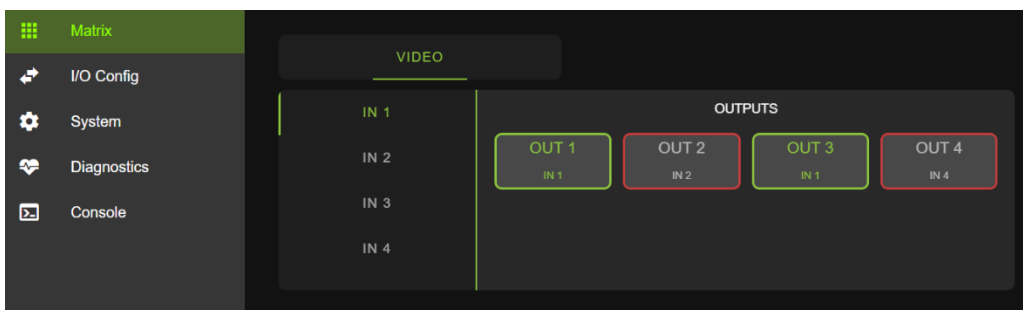 Matrix
I/O Config
System
Diagnostics
Console
VIDEO
IN 1
IN 2
IN 3
IN 4
OUTPUTS
OUT 1 OUT 2 OUT 3 OUT 4
IN 1 IN 2 IN 1 IN 4